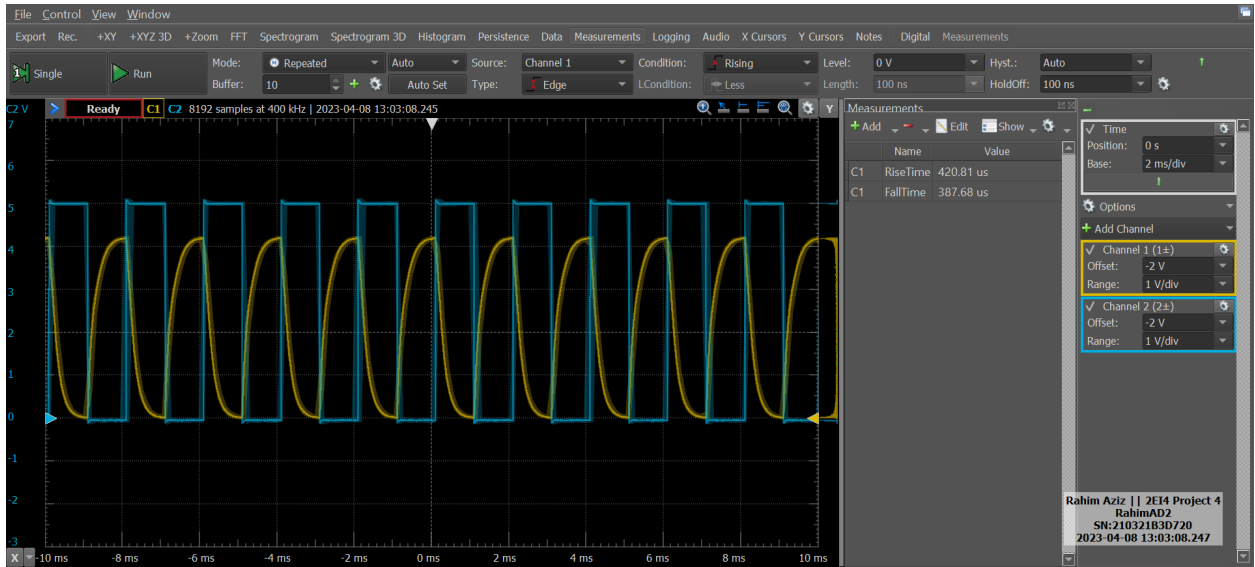 File Control View Window
Export Rec. +XY +XYZ 3D +Zoom FFT Spectrogram Spectrogram 3D Histogram Persistence Data Measurements Logging Audio X Cursors Y Cursors Notes Digital Measurements
Single Run Mode: Repeated Auto Source: Channel 1 Condition: Rising Level: 0 V Hyst.: Auto
Buffer: 10 Auto Set Type: Edge LCondition: Less Length: 100 ns HoldOff: 100 ns
C2 V Ready C1 C2 8192 samples at 400 kHz | 2023-04-08 13:03:08.245 Y
7
6
5
4
3
2
1
0
-1
-2
-3
X -10 ms -8 ms -6 ms -4 ms -2 ms 0 ms 2 ms 4 ms 6 ms 8 ms 10 ms
Measurements
Add Edit Show
Name Value
C1 RiseTime 420.81 us
C1 FallTime 387.68 us
Time
Position: 0 s
Base: 2 ms/div
Options
Add Channel
Channel 1 (1±)
Offset: -2 V
Range: 1 V/div
Channel 2 (2±)
Offset: -2 V
Range: 1 V/div
Rahim Aziz || 2EI4 Project 4
RahimAD2
SN:210321B3D720
2023-04-08 13:03:08.247